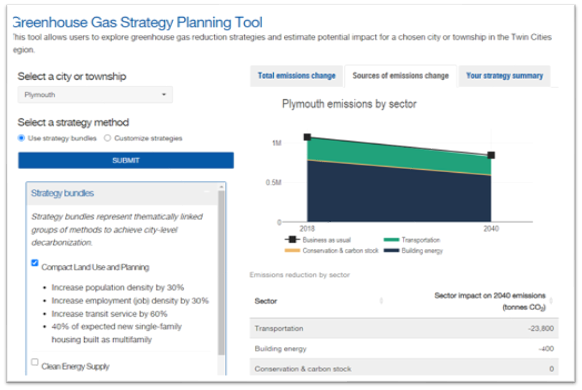 Greenhouse Gas Strategy Planning Tool
This tool allows users to explore greenhouse gas reduction strategies and estimate potential impact for a chosen city or township in the Twin Cities
region.
Select a city or township
Plymouth
Select a strategy method
Use strategy bundles
Customize strategies
SUBMIT
Strategy bundles
Strategy bundles represent thematically linked
groups of methods to achieve city-level
decarbonization.
Compact Land Use and Planning
• Increase population density by 30%
• Increase employment (job) density by 30%
• Increase transit service by 60%
• 40% of expected new single-family
housing built as multifamily
Clean Energy Supply
Total emissions change
Sources of emissions change
Your strategy summary
Plymouth emissions by sector
1M
0.5M
0
2018
2040
Business as usual
Transportation
Conservation & carbon stock
Building energy
Emissions reduction by sector
Sector
Sector impact on 2040 emissions
(tonnes CO₂)
Transportation -23,800
Building energy -400
Conservation & carbon stock 0